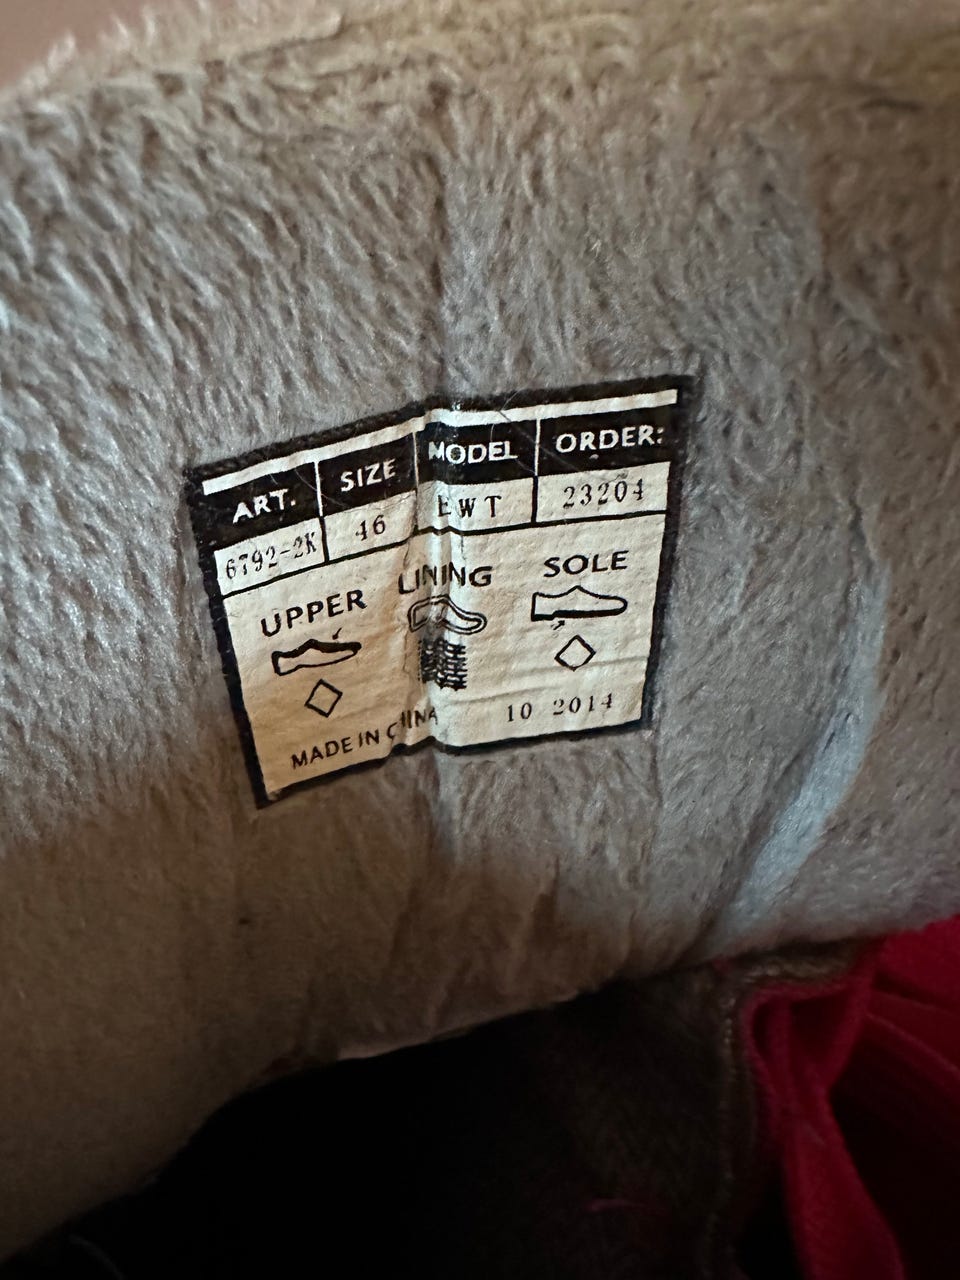 ART. SIZE MODEL ORDER:
6792-2K 46 EWT 23204
UPPER LINING SOLE
MADE IN CHINA 10 2014